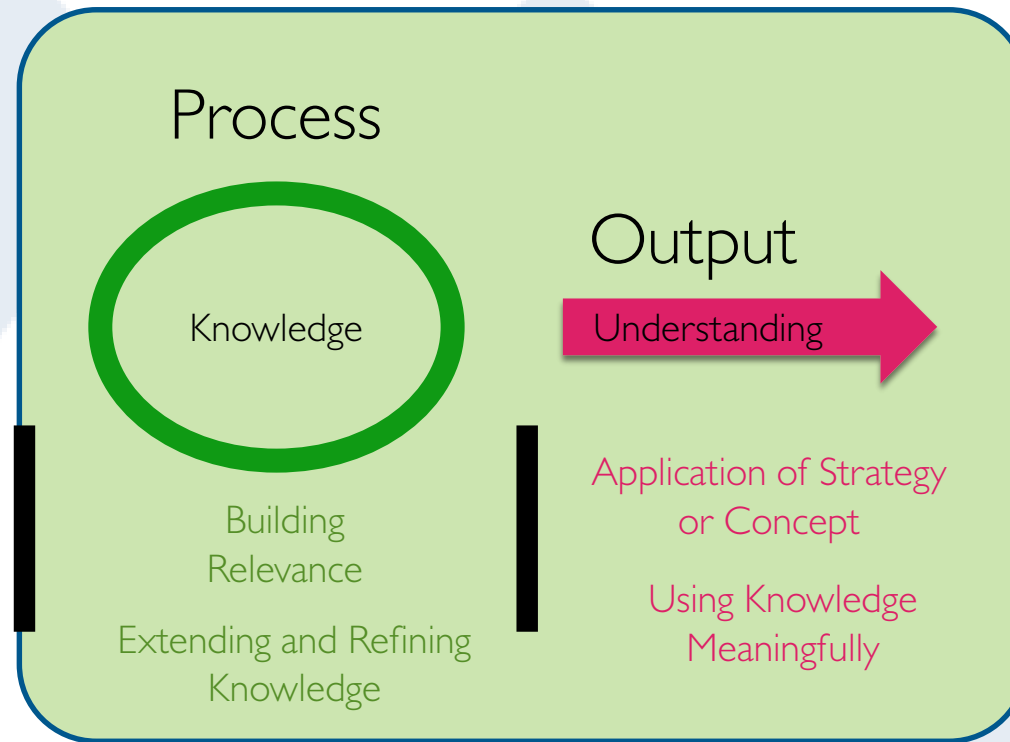 Process
Knowledge
Building
Relevance
Extending and Refining
Knowledge
Output
Understanding
Application of Strategy
or Concept
Using Knowledge
Meaningfully